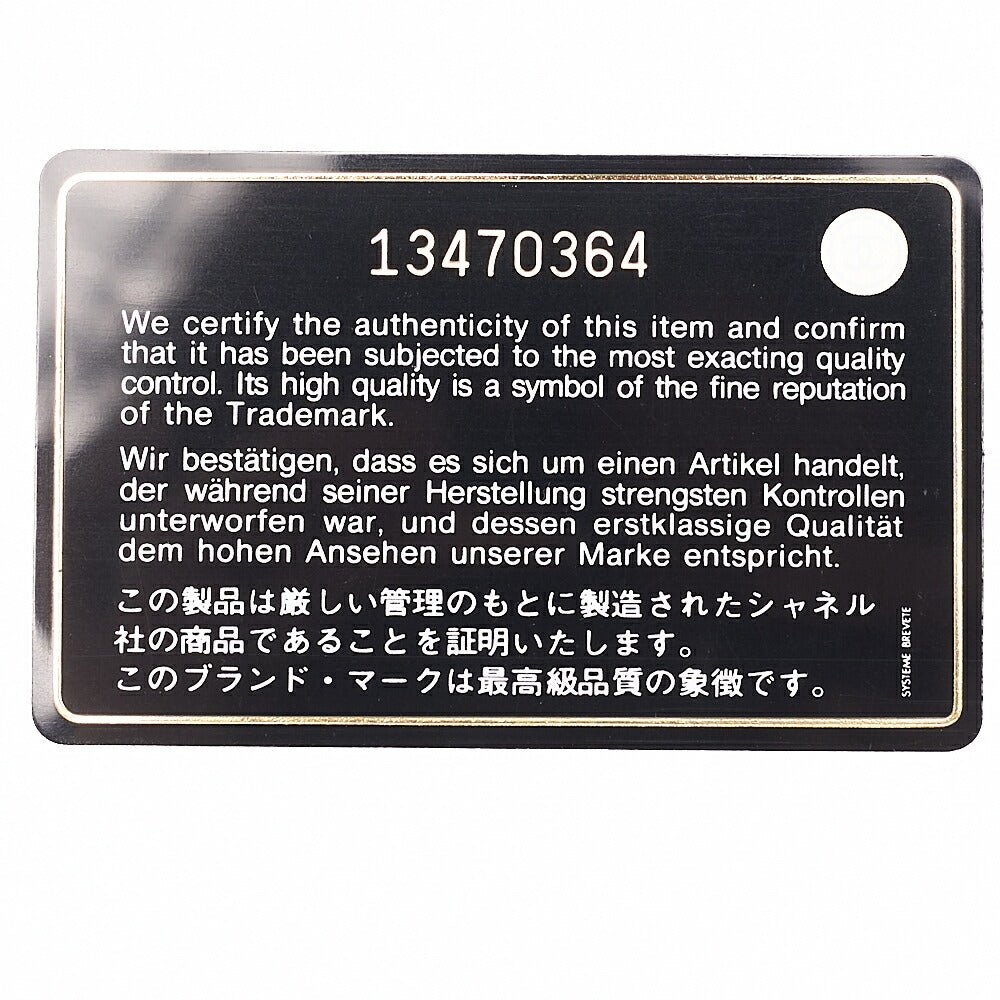 13470364
We certify the authenticity of this item and confirm
that it has been subjected to the most exacting quality
control. Its high quality is a symbol of the fine reputation
of the Trademark.
Wir bestätigen, dass es sich um einen Artikel handelt,
der während seiner Herstellung strengsten Kontrollen
unterworfen war, und dessen erstklassige Qualität
dem hohen Ansehen unserer Marke entspricht.
この製品は厳しい管理のもとに製造されたシャネル
社の商品であることを証明いたします。
このブランド・マークは最高級品質の象徴です。
SYSTEME BREVETE